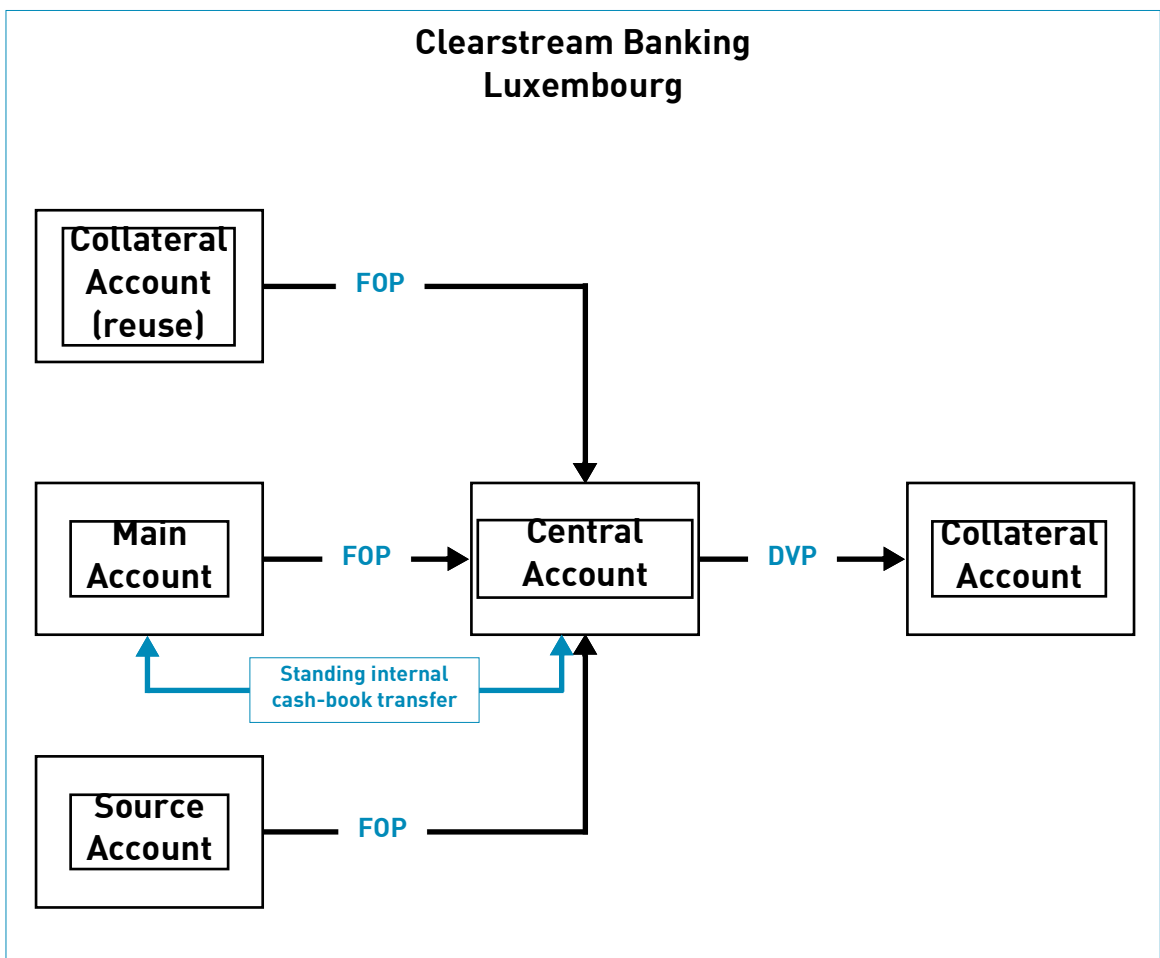 Clearstream Banking
Luxembourg
Collateral
Account
(reuse)
FOP
Main
Account
FOP
Central
Account
DVP
Collateral
Account
Standing internal
cash-book transfer
Source
Account
FOP